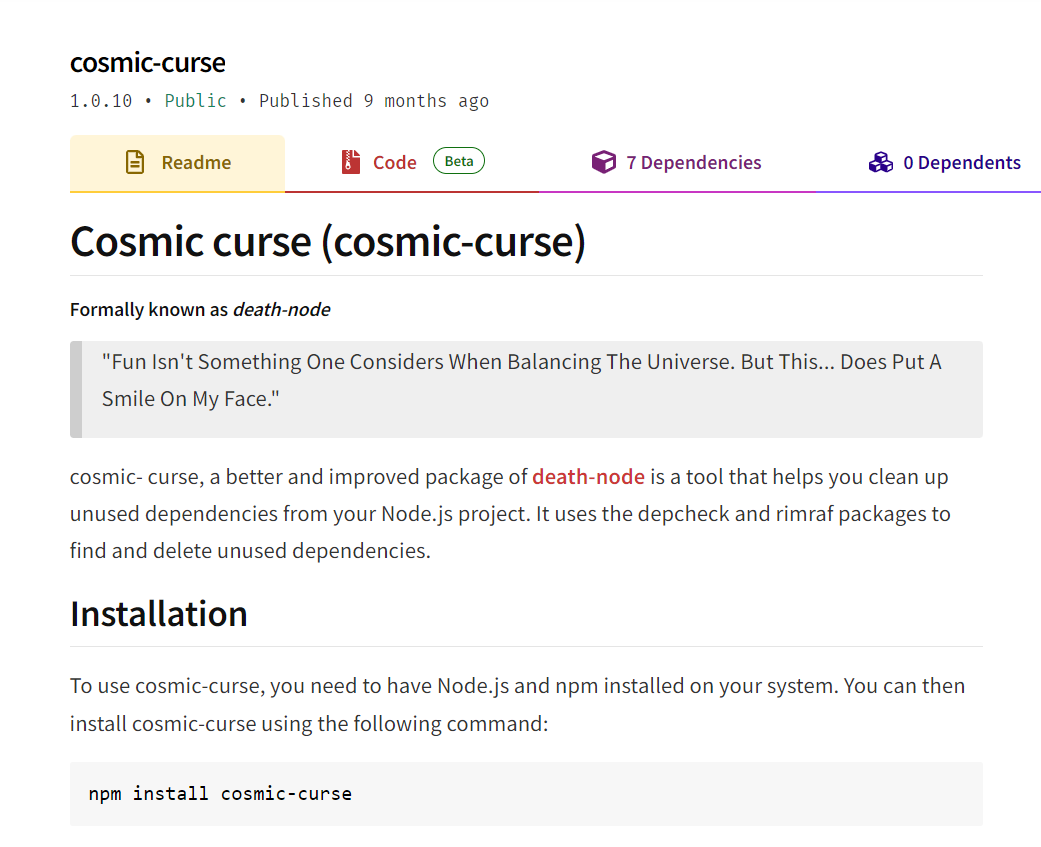 cosmic-curse
1.0.10 • Public • Published 9 months ago
Readme
Code Beta
7 Dependencies
0 Dependents
Cosmic curse (cosmic-curse)
Formally known as death-node
"Fun Isn't Something One Considers When Balancing The Universe. But This... Does Put A
Smile On My Face."
cosmic- curse, a better and improved package of death-node is a tool that helps you clean up
unused dependencies from your Node.js project. It uses the depcheck and rimraf packages to
find and delete unused dependencies.
Installation
To use cosmic-curse, you need to have Node.js and npm installed on your system. You can then
install cosmic-curse using the following command:
npm install cosmic-curse